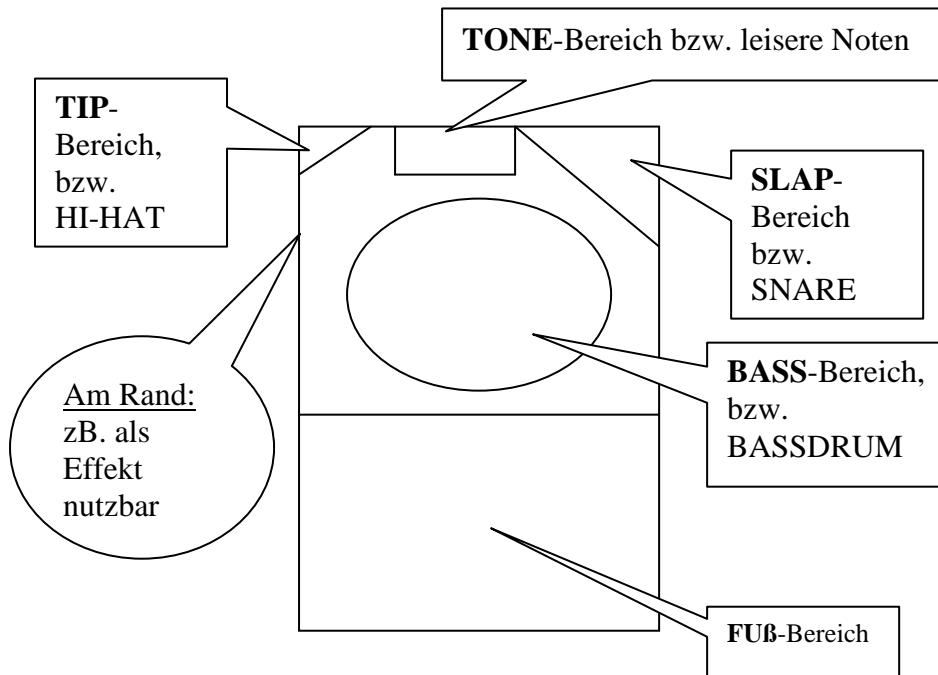 TONE-Bereich bzw. leisere Noten
TIP-
Bereich,
bzw.
HI-HAT
SLAP-
Bereich
bzw.
SNARE
BASS-Bereich,
bzw.
BASSDRUM
Am Rand:
zB. als
Effekt
nutzbar
FUß-Bereich